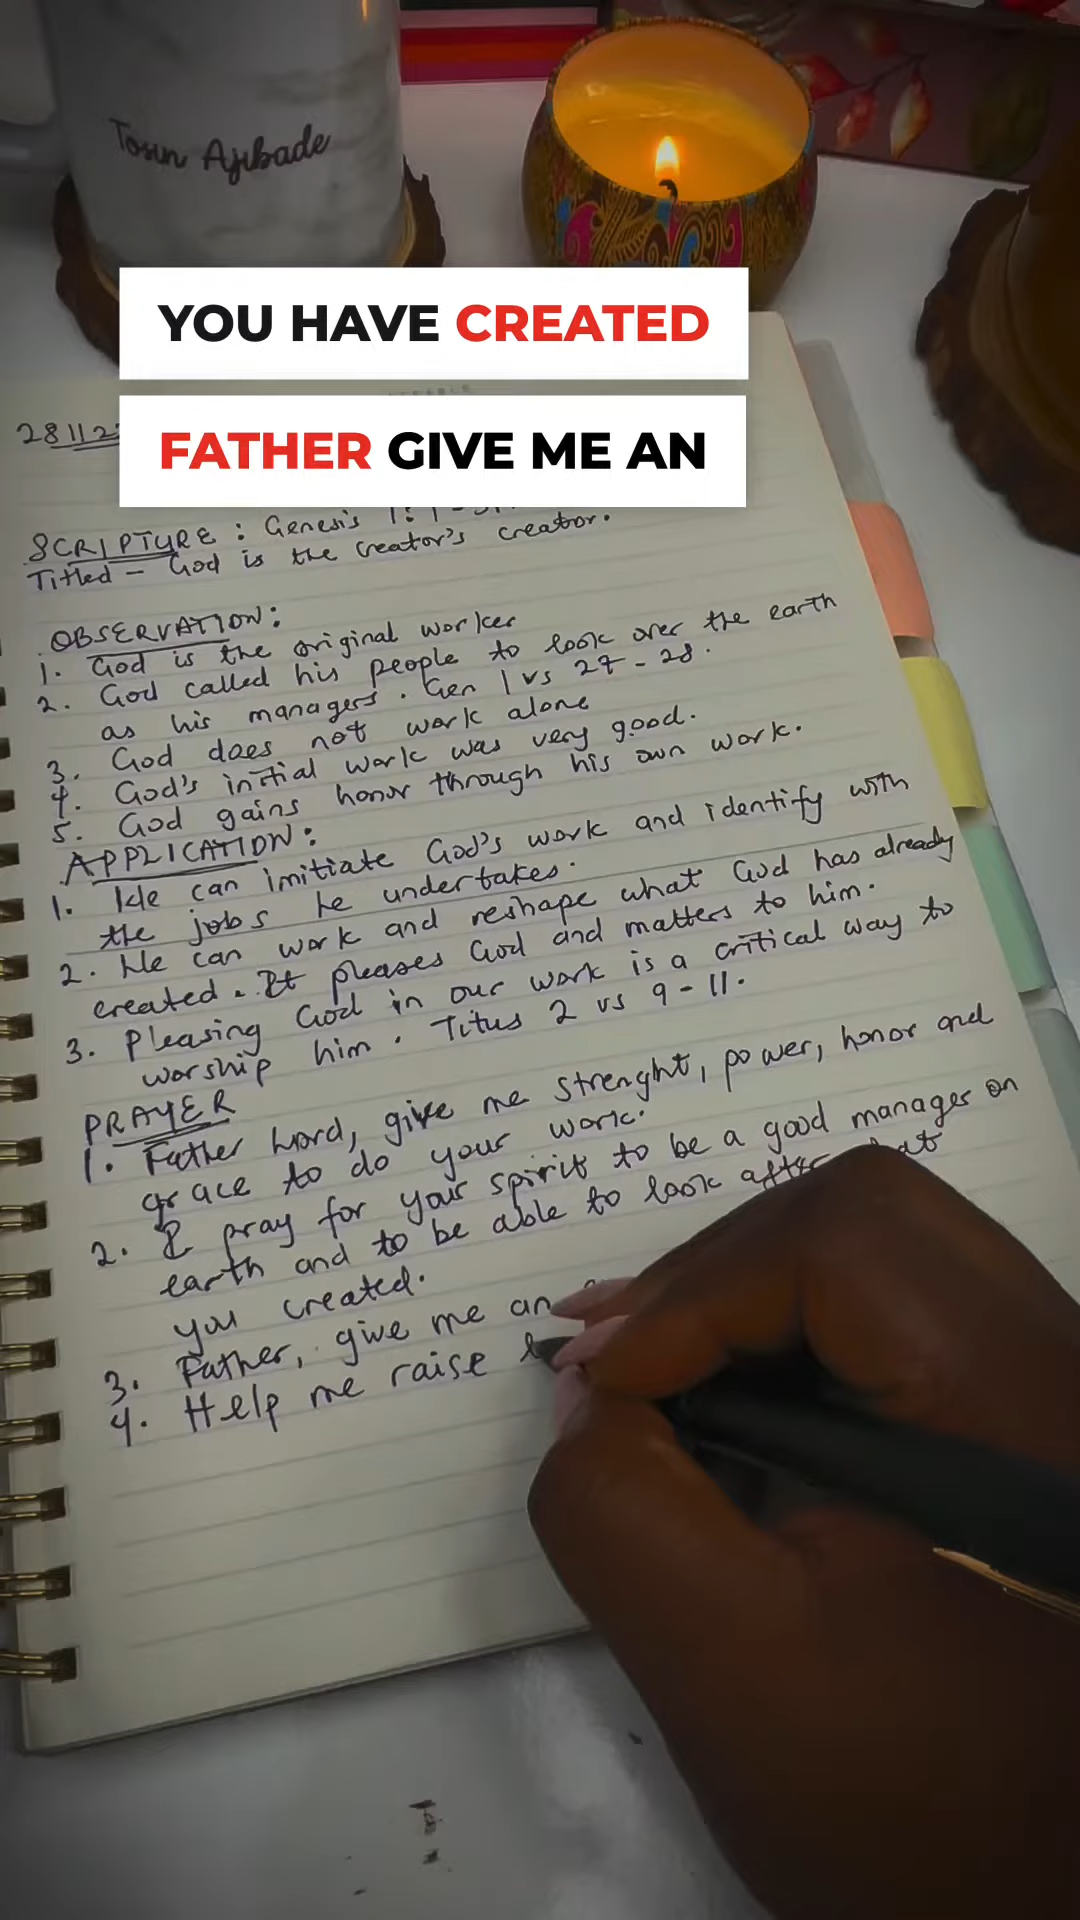 Tosin Ajibade
YOU HAVE CREATED
FATHER GIVE ME AN
28112
SCRIPTURE: Genesis 1:1-
Titled - God is the creator's creator.
OBSERVATION:
1. God is the original worker
2. God called his people to look over the earth
as his managers. Gen 1 vs 27-28.
3. God does not work alone
4. God's initial work was very good.
5. God gains honor through his own work.
APPLICATION:
1. We can imitiate God's work and identify with
the jobs he undertakes.
2. We can work and reshape what God has already
created. It pleases God and matters to him.
3. Pleasing God in our work is a critical way to
worship him. Titus 2 vs 9-11.
PRAYER
1. Father Lord, give me strenght, power, honor and
grace to do your work.
2. I pray for your spirit to be a good manager on
earth and to be able to look after
you created.
3. Father, give me an
4. Help me raise